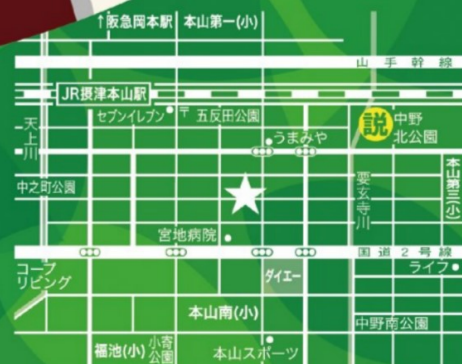 ↑阪急岡本駅
本山第一(小)
山手幹線
JR摂津本山駅
セブンイレブン
〒
五反田公園
説
中野
北公園
天上川
うまみや
中之町公園
要玄寺川
本山第三(小)
宮地病院
国道2号線
コープ
リビング
ダイエー
ライフ
本山南(小)
中野南公園
福池(小)
小寄
公園
本山スポーツ